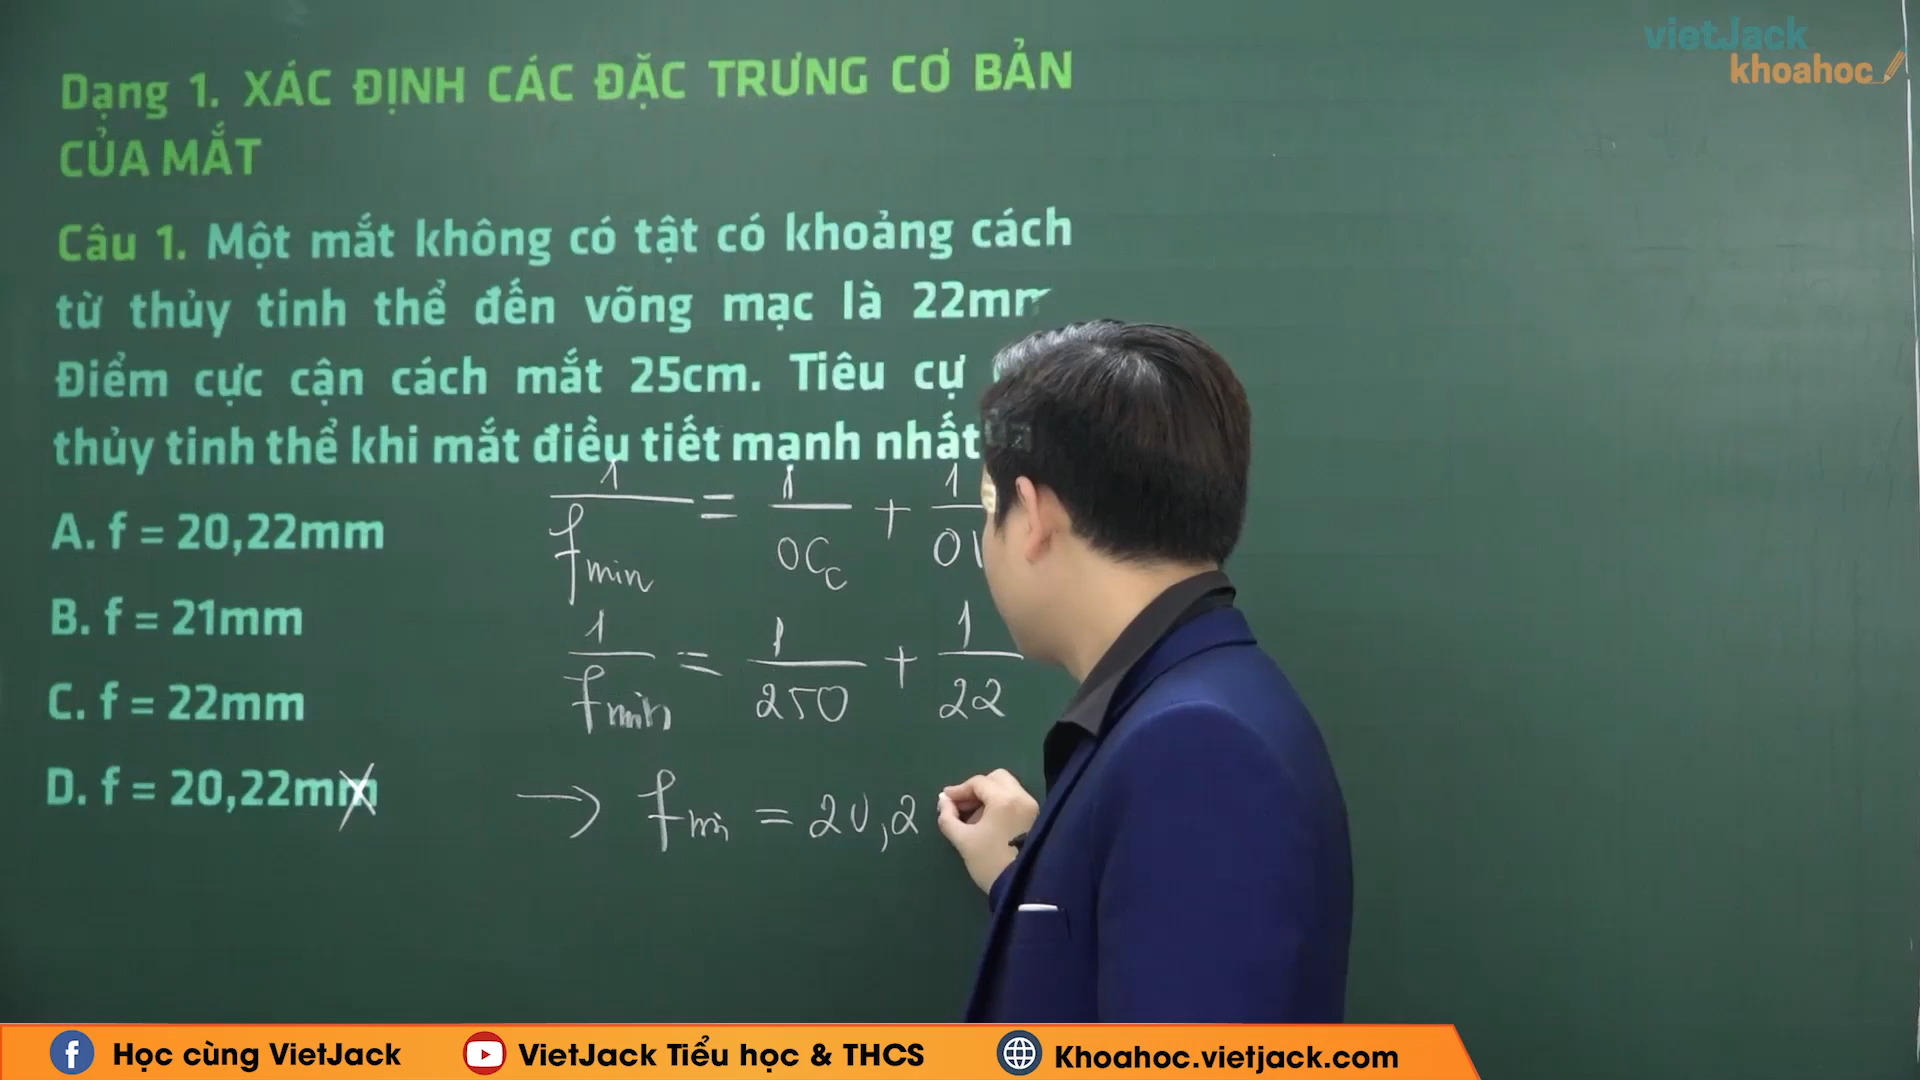 vietJack
khoahoc
Dạng 1. XÁC ĐỊNH CÁC ĐẶC TRƯNG CƠ BẢN
CỦA MẮT
Câu 1. Một mắt không có tật có khoảng cách
từ thủy tinh thể đến võng mạc là 22mm
Điểm cực cận cách mắt 25cm. Tiêu cự
thủy tinh thể khi mắt điều tiết mạnh nhất
A. f = 20,22mm
B. f = 21mm
C. f = 22mm
D. f = 20,22mm
1/fmin = 1/OCc + 1/O
1/fmin = 1/250 + 1/22
→ fmin = 20,2
Học cùng VietJack
VietJack Tiểu học & THCS
Khoahoc.vietjack.com